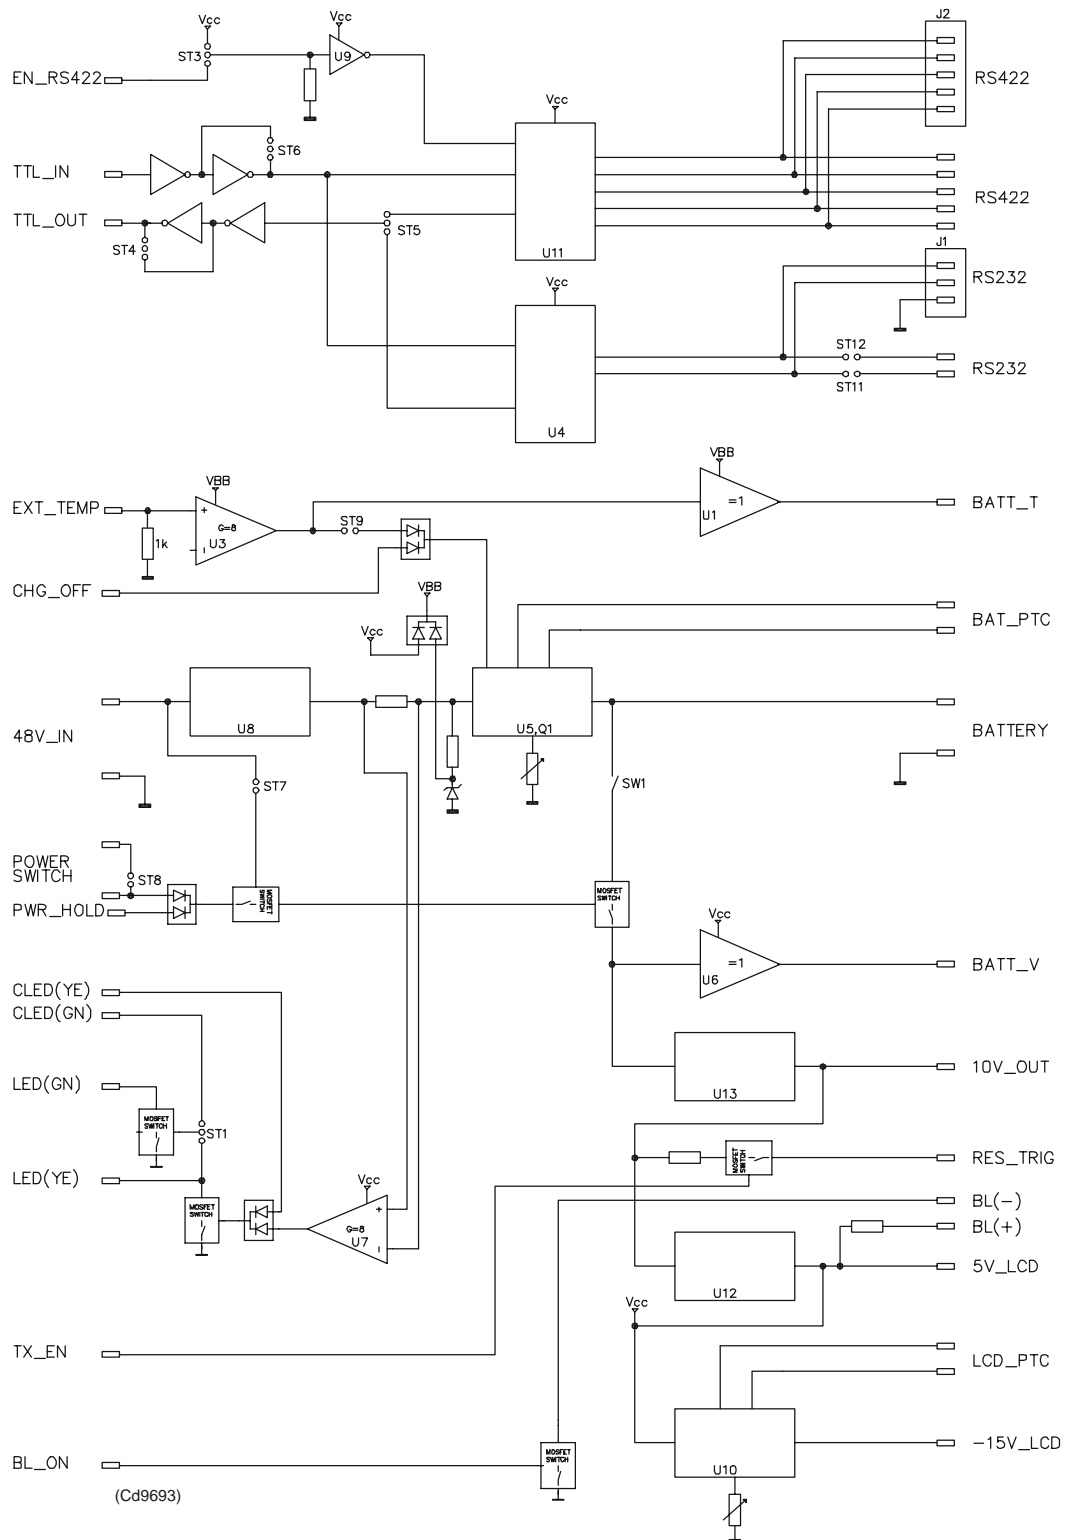 Vcc
Vcc
J2
ST3
U9
EN_RS422
RS422
Vcc
ST6
TTL_IN
RS422
TTL_OUT
ST4
ST5
U11
J1
Vcc
RS232
ST12
RS232
ST11
U4
VBB
VBB
EXT_TEMP
+
G=8
U3
-
=1
U1
BATT_T
ST9
1k
CHG_OFF
VBB
BAT_PTC
Vcc
U8
U5,Q1
48V_IN
BATTERY
ST7
SW1
POWER
SWITCH
ST8
MOSFET
SWITCH
MOSFET
SWITCH
PWR_HOLD
Vcc
=1
U6
BATT_V
CLED(YE)
CLED(GN)
10V_OUT
LED(GN)
U13
MOSFET
SWITCH
ST1
MOSFET
SWITCH
RES_TRIG
LED(YE)
Vcc
BL(-)
MOSFET
SWITCH
+
G=8
U7
-
BL(+)
5V_LCD
U12
Vcc
TX_EN
LCD_PTC
-15V_LCD
MOSFET
SWITCH
BL_ON
U10
(Cd9693)